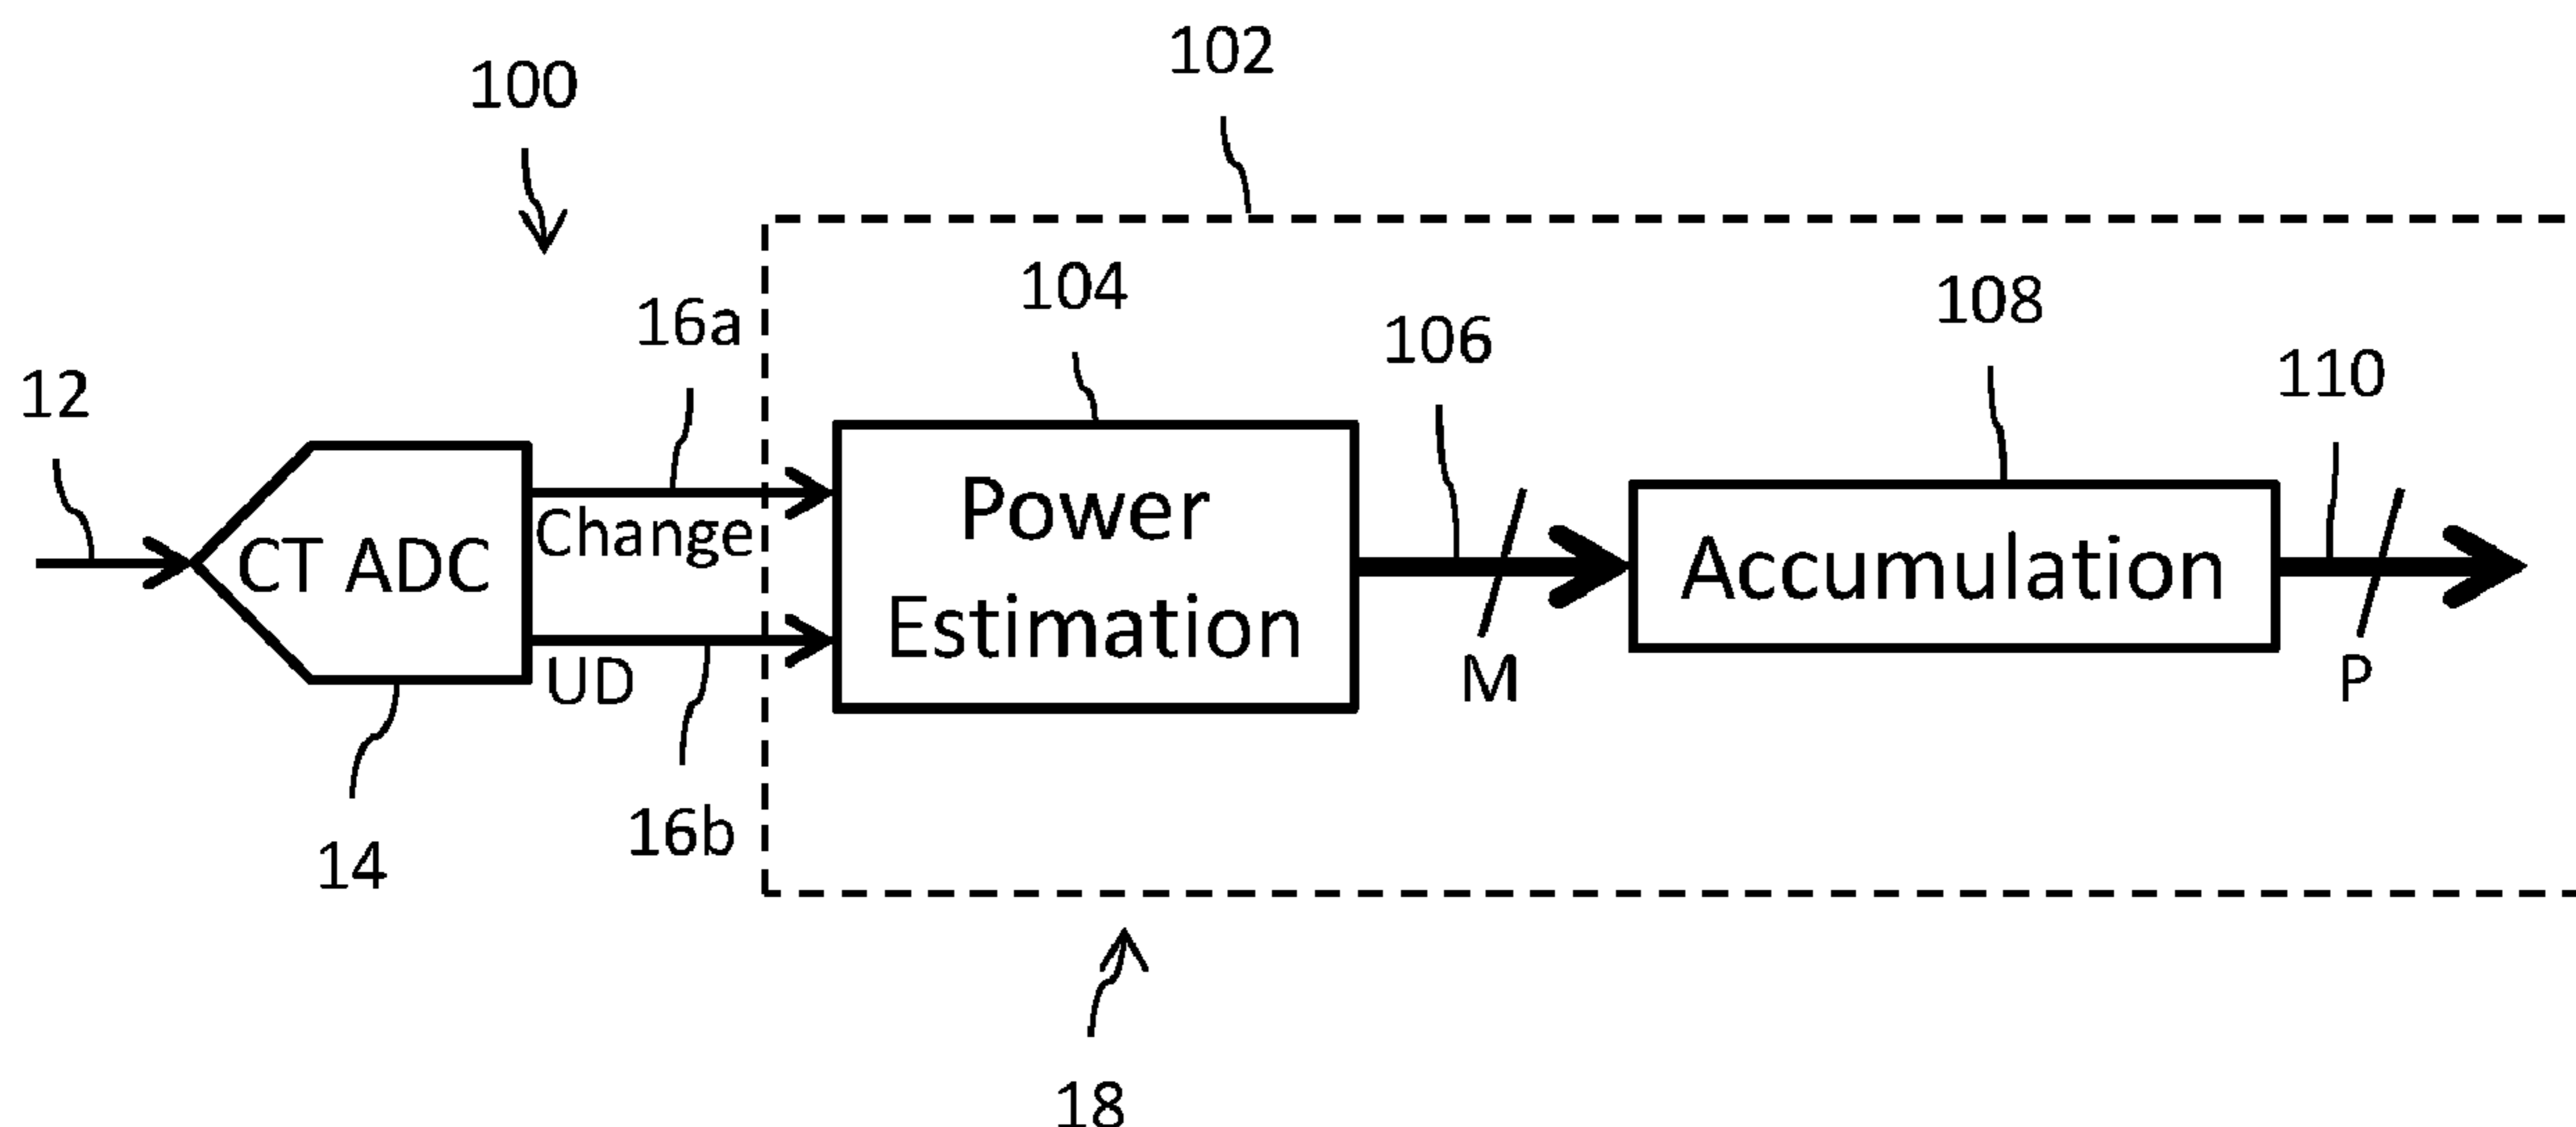 102
100
104
16a
108
106
110
12
Power
Estimation
CT ADC
Change
Accumulation
UD
M
P
16b
14
18